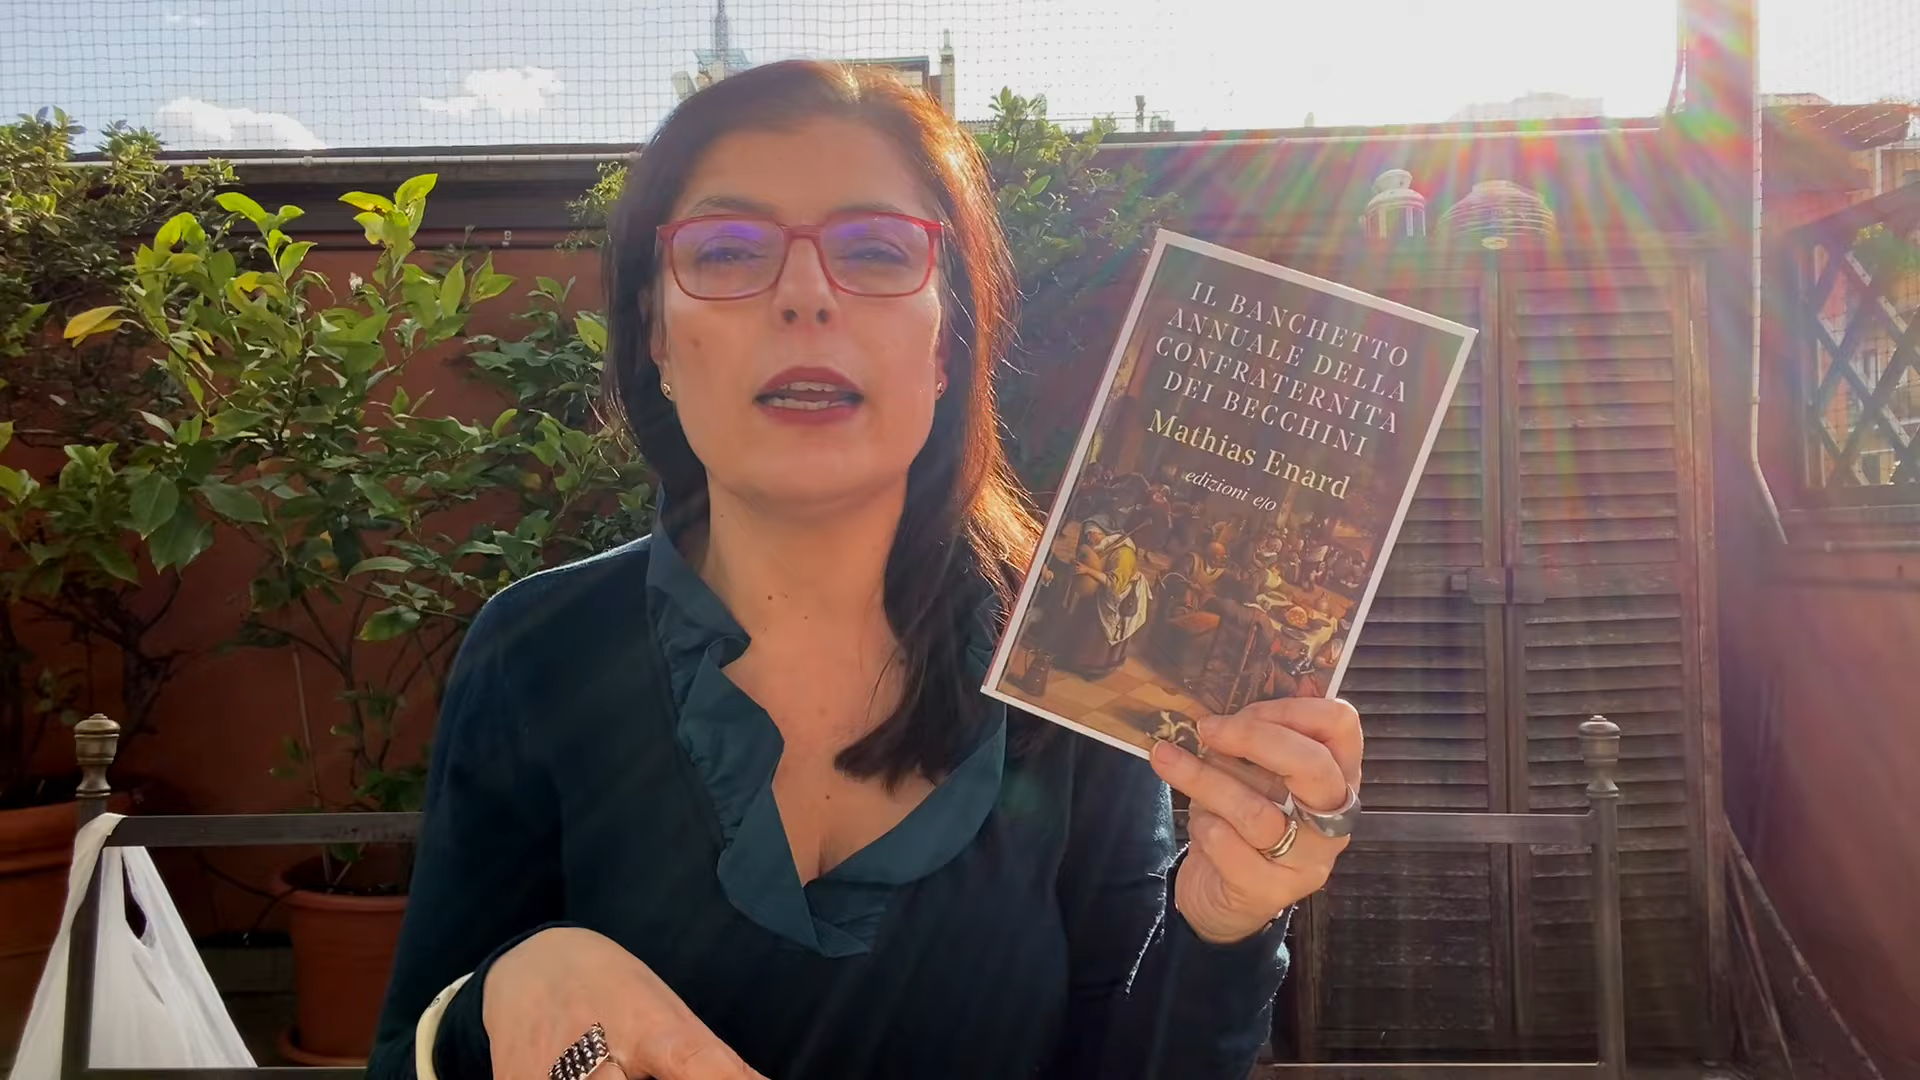 IL BANCHETTO
ANNUALE DELLA
CONFRATERNITA
DEI BECCHINI
Mathias Enard
edizioni e/o